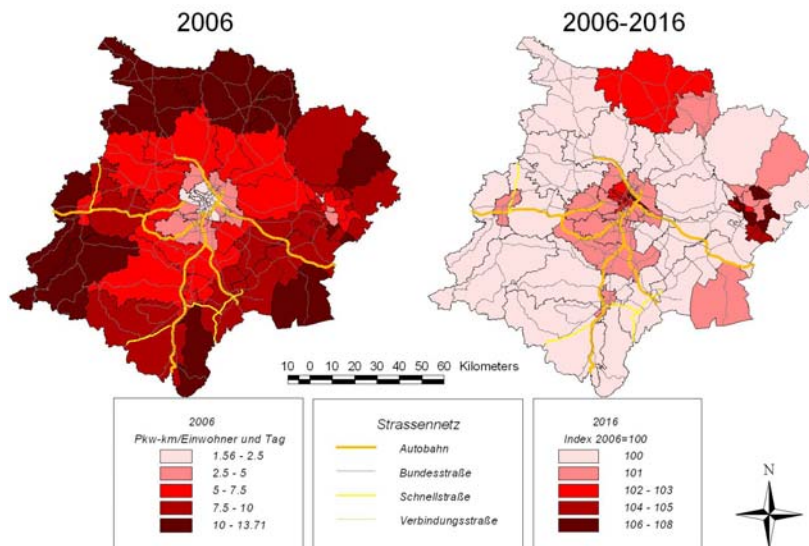 2006
2006-2016
10 0 10 20 30 40 50 60 Kilometers
2006
Pkw-km/Einwohner und Tag
1.56 - 2.5
2.5 - 5
5 - 7.5
7.5 - 10
10 - 13.71
Strassennetz
Autobahn
Bundesstraße
Schnellstraße
Verbindungsstraße
2016
Index 2006=100
100
101
102 - 103
104 - 105
106 - 108
N